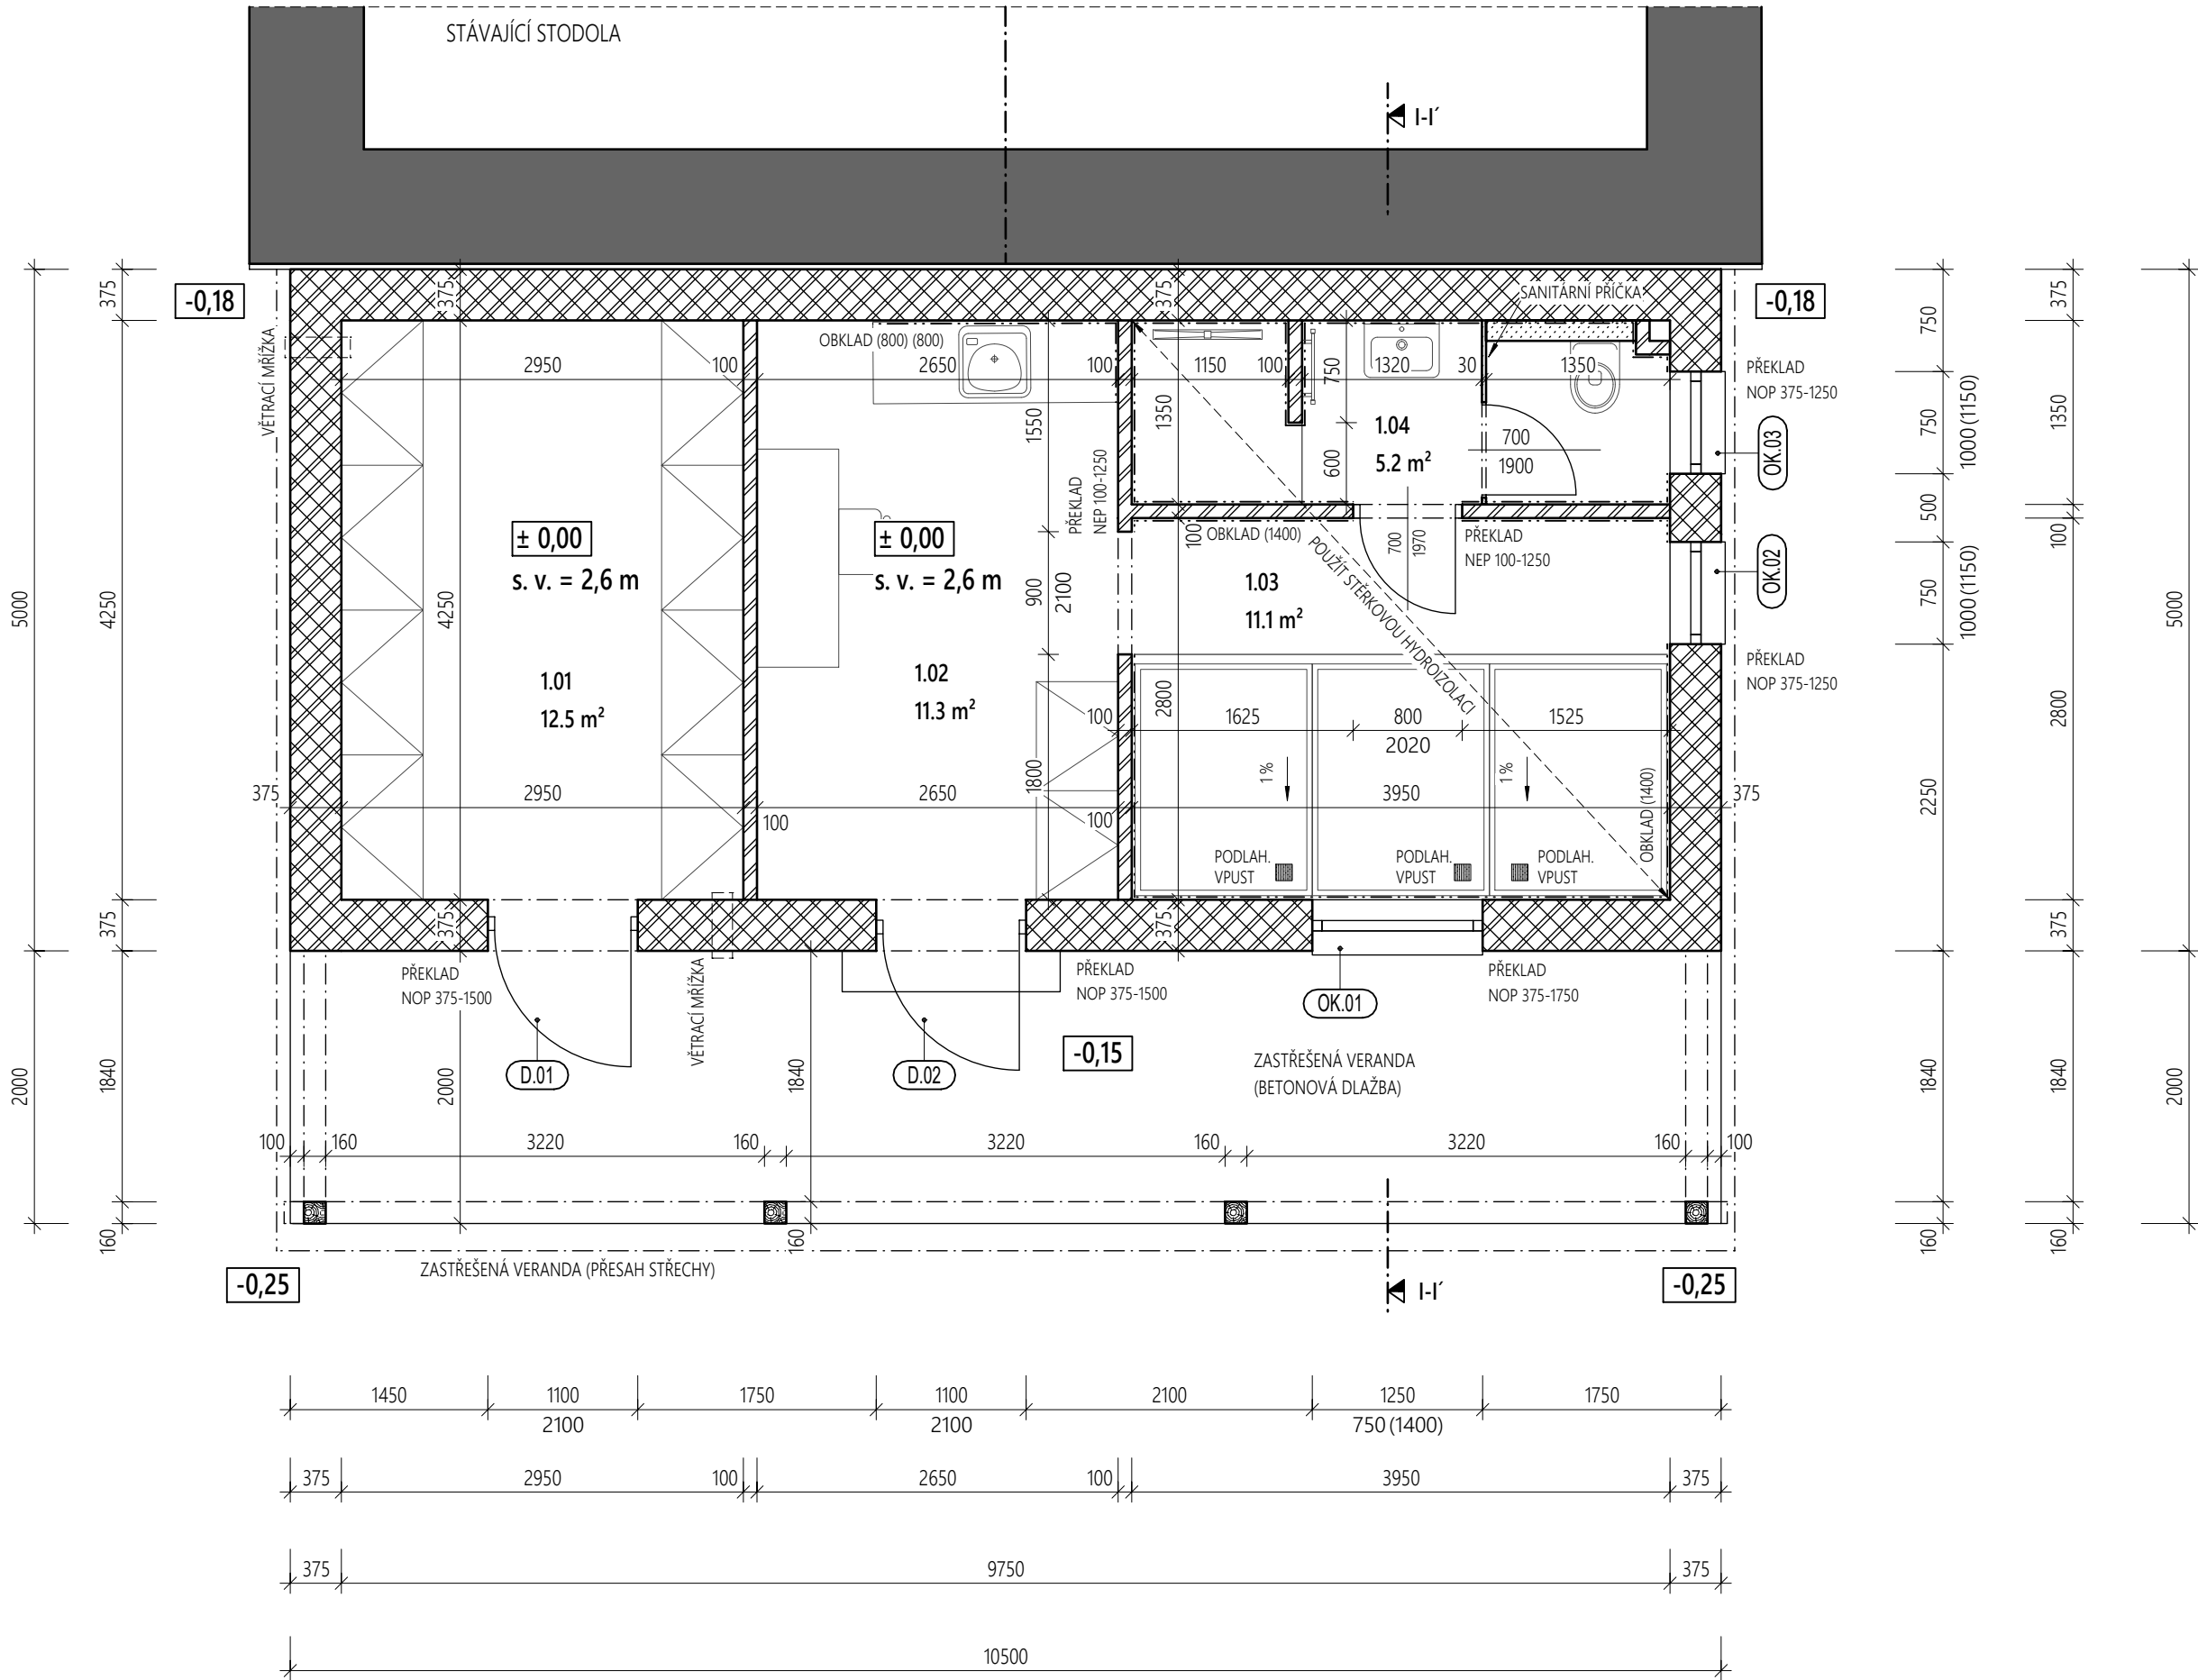 STÁVAJÍCÍ STODOLA
I-I´
-0,18
-0,18
VĚTRACÍ MŘÍŽKA
SANITÁRNÍ PŘÍČKA
OBKLAD (800) (800)
375
375
2950
100
2650
100
1150
100
750
1320
30
1350
1550
1350
600
PŘEKLAD
NEP 100-1250
1.04
5.2 m²
700
1900
PŘEKLAD
NOP 375-1250
OK.03
± 0,00
s. v. = 2,6 m
± 0,00
s. v. = 2,6 m
100
OBKLAD (1400)
700
1970
PŘEKLAD
NEP 100-1250
OK.02
900
2100
1.03
11.1 m²
POUŽÍT STĚRKOVOU HYDROIZOLACI
4250
1.01
12.5 m²
1.02
11.3 m²
PŘEKLAD
NOP 375-1250
2800
100
1625
800
2020
1525
1800
1 %
1 %
OBKLAD (1400)
375
2950
100
2650
100
3950
375
PODLAH.
VPUST
PODLAH.
VPUST
PODLAH.
VPUST
375
375
PŘEKLAD
NOP 375-1500
VĚTRACÍ MŘÍŽKA
PŘEKLAD
NOP 375-1500
OK.01
PŘEKLAD
NOP 375-1750
D.01
D.02
-0,15
ZASTŘEŠENÁ VERANDA
(BETONOVÁ DLAŽBA)
2000
1840
100
160
3220
160
3220
160
3220
160
100
160
ZASTŘEŠENÁ VERANDA (PŘESAH STŘECHY)
-0,25
-0,25
I-I´
5000
2000
375
4250
375
1840
160
750
750
1000 (1150)
500
750
1000 (1150)
2250
1840
160
375
1350
100
2800
375
1840
160
5000
2000
1450
1100
2100
1750
1100
2100
2100
1250
750 (1400)
1750
375
2950
100
2650
100
3950
375
375
9750
375
10500